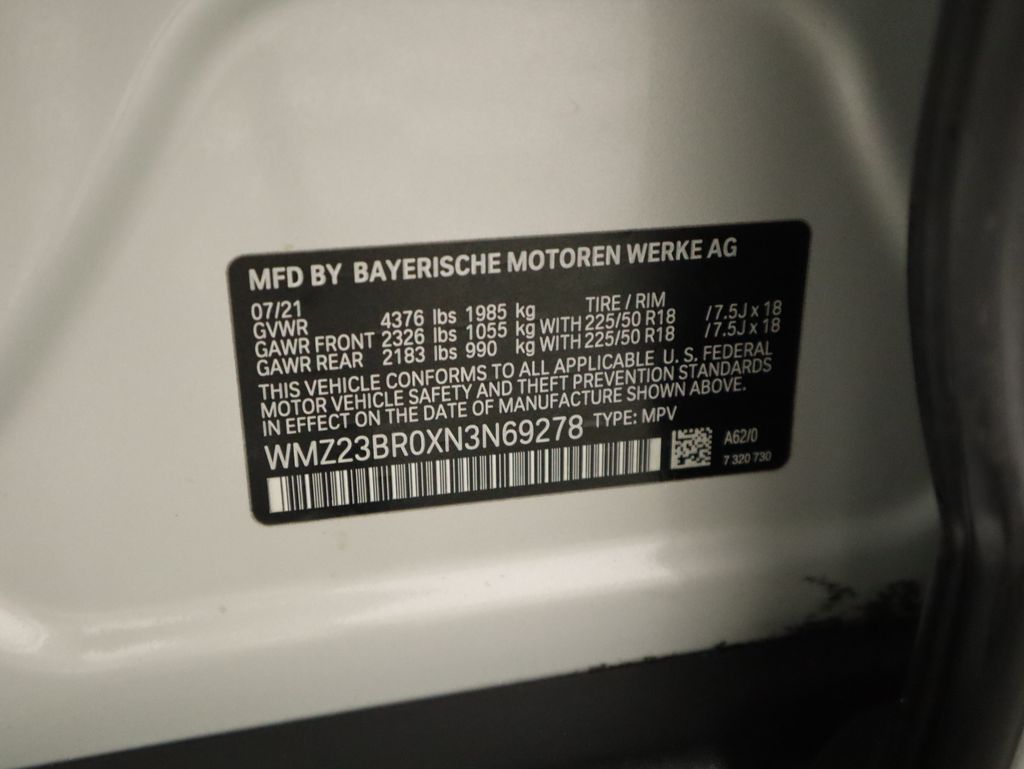 MFD BY BAYERISCHE MOTOREN WERKE AG
07/21 TIRE / RIM
GVWR 4376 lbs 1985 kg
GAWR FRONT 2326 lbs 1055 kg WITH 225/50 R18 /7.5J x 18
GAWR REAR 2183 lbs 990 kg WITH 225/50 R18 /7.5J x 18
THIS VEHICLE CONFORMS TO ALL APPLICABLE U. S. FEDERAL
MOTOR VEHICLE SAFETY AND THEFT PREVENTION STANDARDS
IN EFFECT ON THE DATE OF MANUFACTURE SHOWN ABOVE.
WMZ23BR0XN3N69278 TYPE: MPV
A62/0
7 320 730